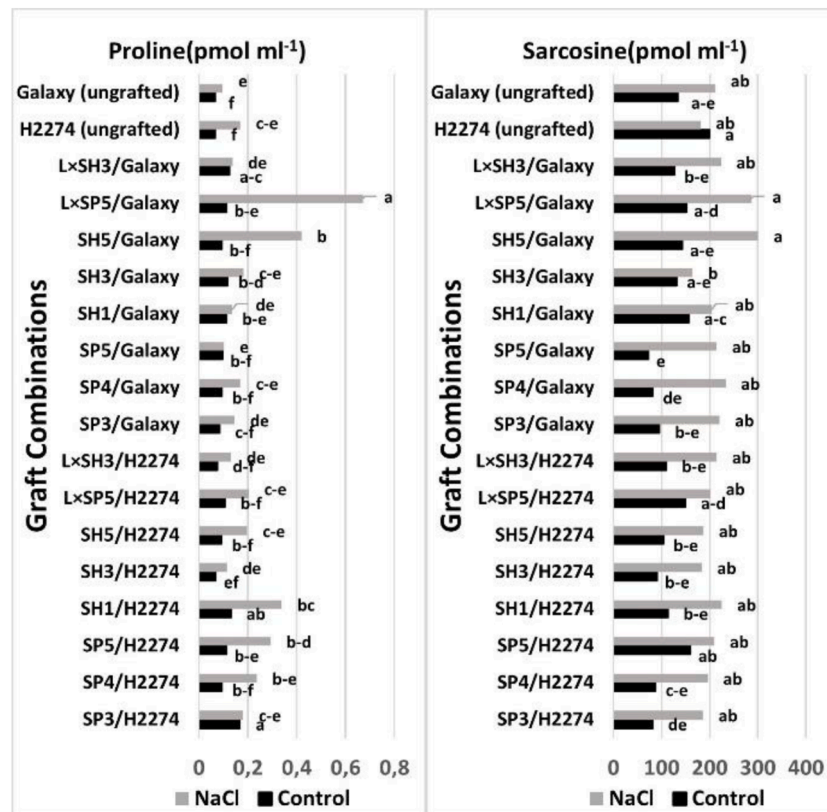 Proline(pmol ml⁻¹)
Graft Combinations
Galaxy (ungrafted) e
f
H2274 (ungrafted) c-e
f
L×SH3/Galaxy de
a-c
L×SP5/Galaxy a
b-e
SH5/Galaxy b
b-f
SH3/Galaxy c-e
b-d
SH1/Galaxy de
b-e
SP5/Galaxy e
b-f
SP4/Galaxy c-e
b-f
SP3/Galaxy de
c-f
L×SH3/H2274 de
d-f
L×SP5/H2274 c-e
b-f
SH5/H2274 c-e
b-f
SH3/H2274 de
ef
SH1/H2274 bc
ab
SP5/H2274 b-d
b-e
SP4/H2274 b-e
b-f
SP3/H2274 c-e
a
0 0,2 0,4 0,6 0,8
NaCl Control
Sarcosine(pmol ml⁻¹)
Graft Combinations
Galaxy (ungrafted) ab
a-e
H2274 (ungrafted) ab
a
L×SH3/Galaxy ab
b-e
L×SP5/Galaxy a
a-d
SH5/Galaxy a
a-e
SH3/Galaxy b
a-e
SH1/Galaxy ab
a-c
SP5/Galaxy ab
e
SP4/Galaxy ab
de
SP3/Galaxy ab
b-e
L×SH3/H2274 ab
b-e
L×SP5/H2274 ab
a-d
SH5/H2274 ab
b-e
SH3/H2274 ab
b-e
SH1/H2274 ab
b-e
SP5/H2274 ab
ab
SP4/H2274 ab
c-e
SP3/H2274 ab
de
0 100 200 300 400
NaCl Control